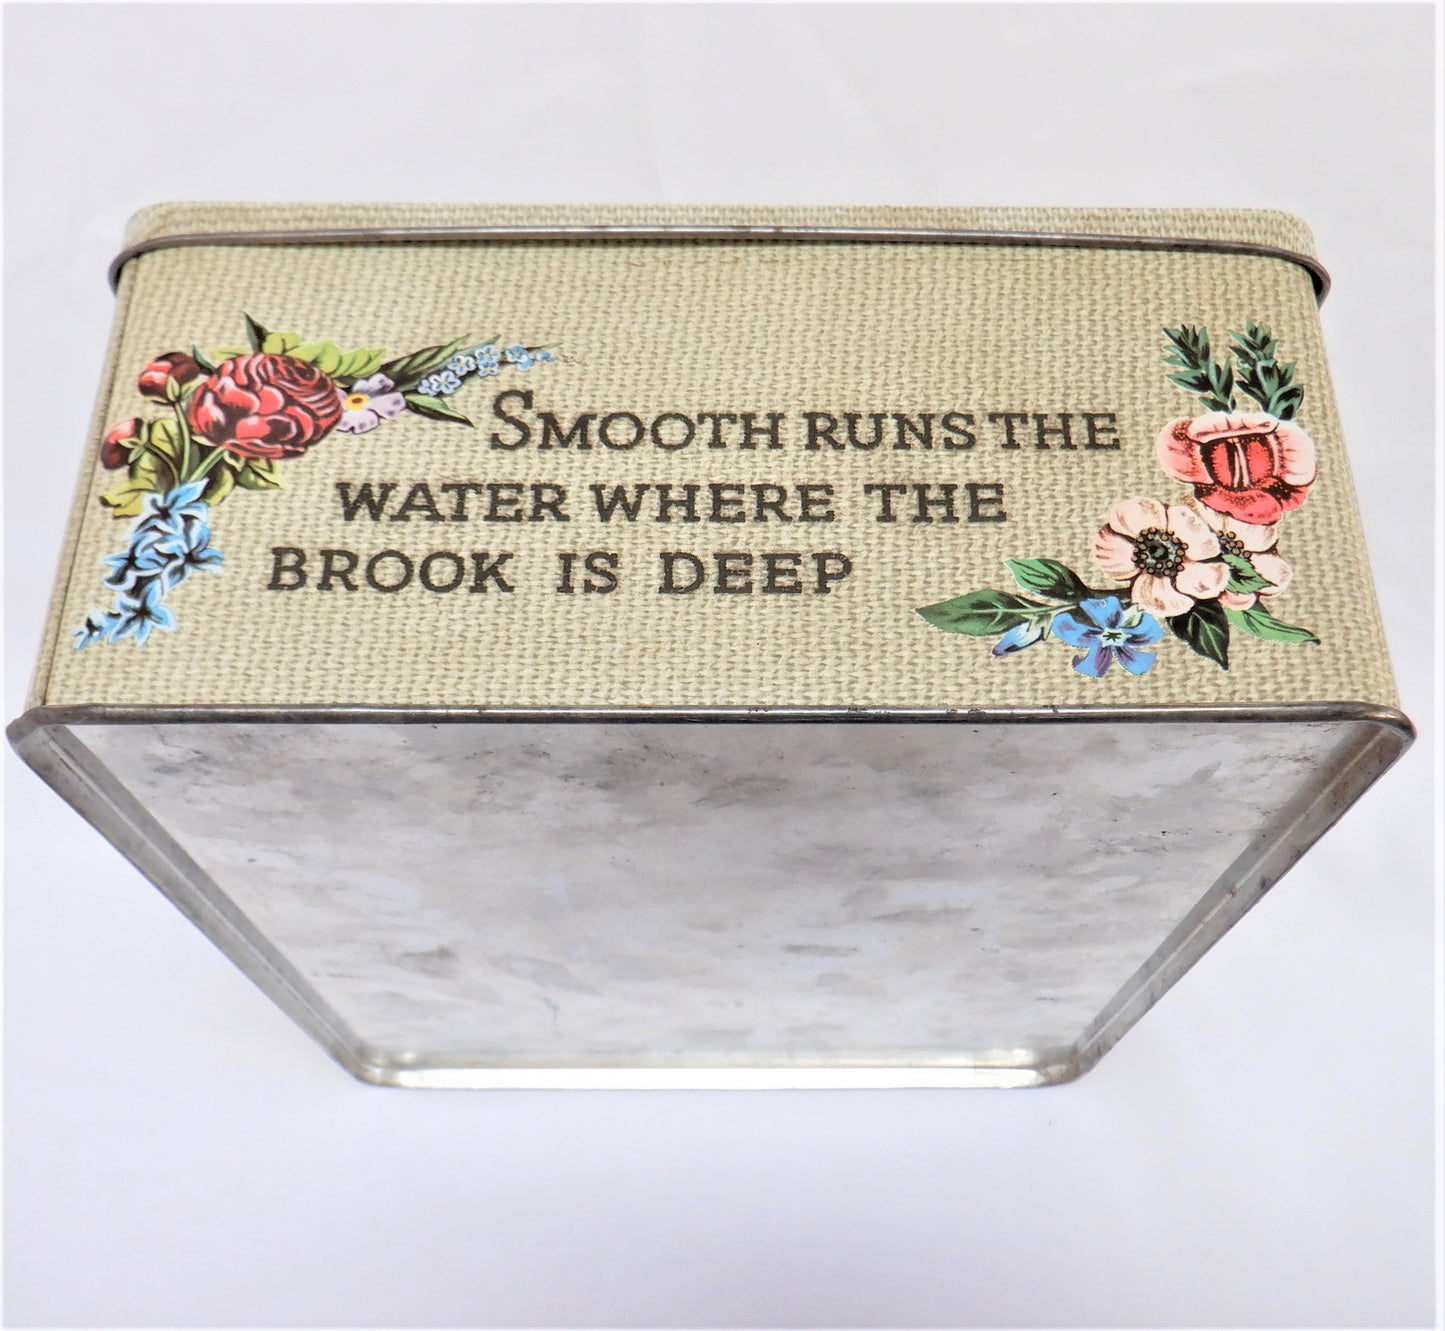 SMOOTH RUNS THE
WATER WHERE THE
BROOK IS DEEP